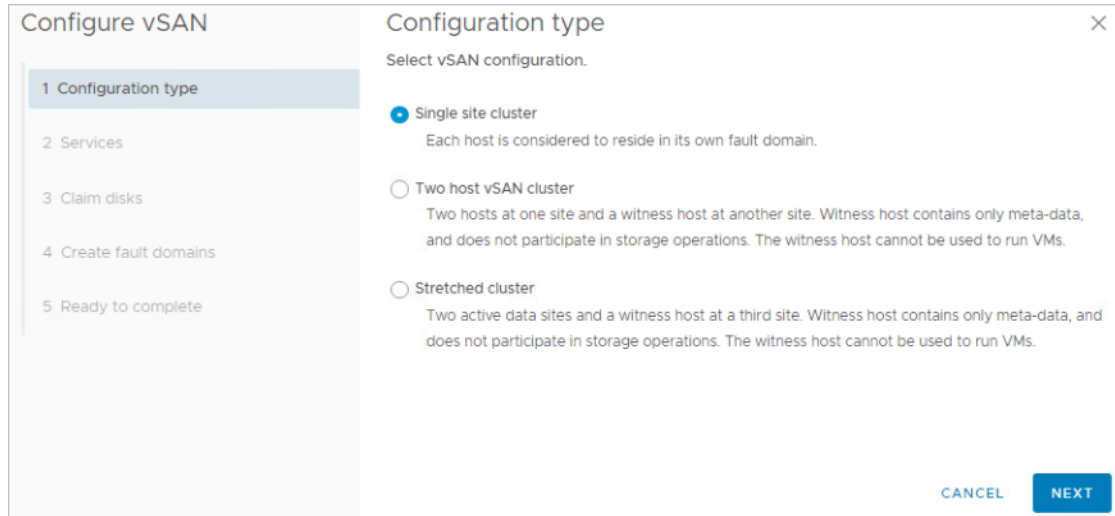 Configure vSAN
1 Configuration type
2 Services
3 Claim disks
4 Create fault domains
5 Ready to complete
Configuration type
Select vSAN configuration.
Single site cluster
Each host is considered to reside in its own fault domain.
Two host vSAN cluster
Two hosts at one site and a witness host at another site. Witness host contains only meta-data,
and does not participate in storage operations. The witness host cannot be used to run VMs.
Stretched cluster
Two active data sites and a witness host at a third site. Witness host contains only meta-data, and
does not participate in storage operations. The witness host cannot be used to run VMs.
CANCEL
NEXT